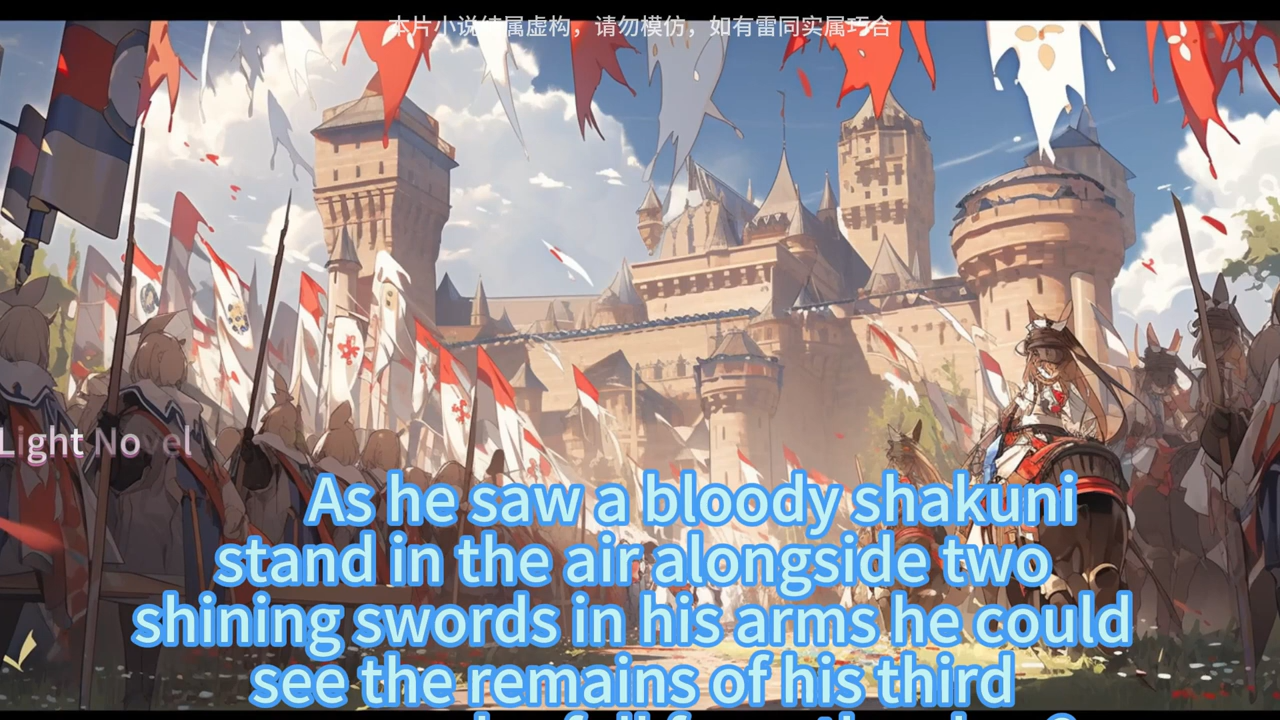 本片小说纯属虚构，请勿模仿，如有雷同实属巧合
Light Novel
As he saw a bloody shakuni
stand in the air alongside two
shining swords in his arms he could
see the remains of his third